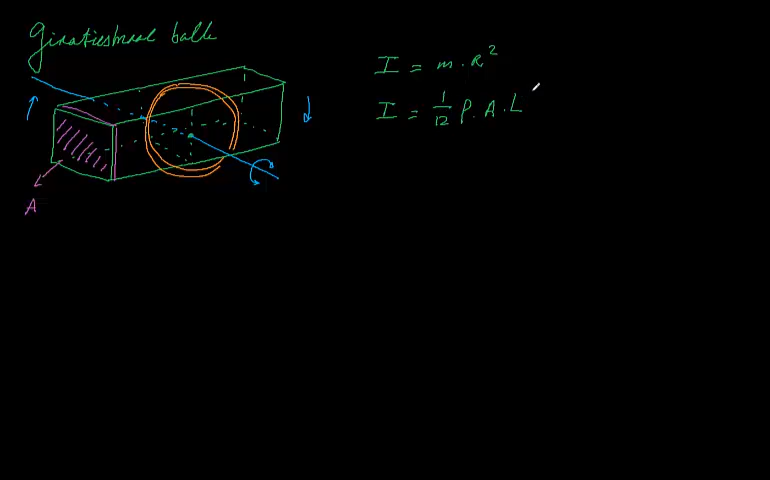 Giratiestraal balk
I = m . R²
I = 1/12 ρ . A . L
A